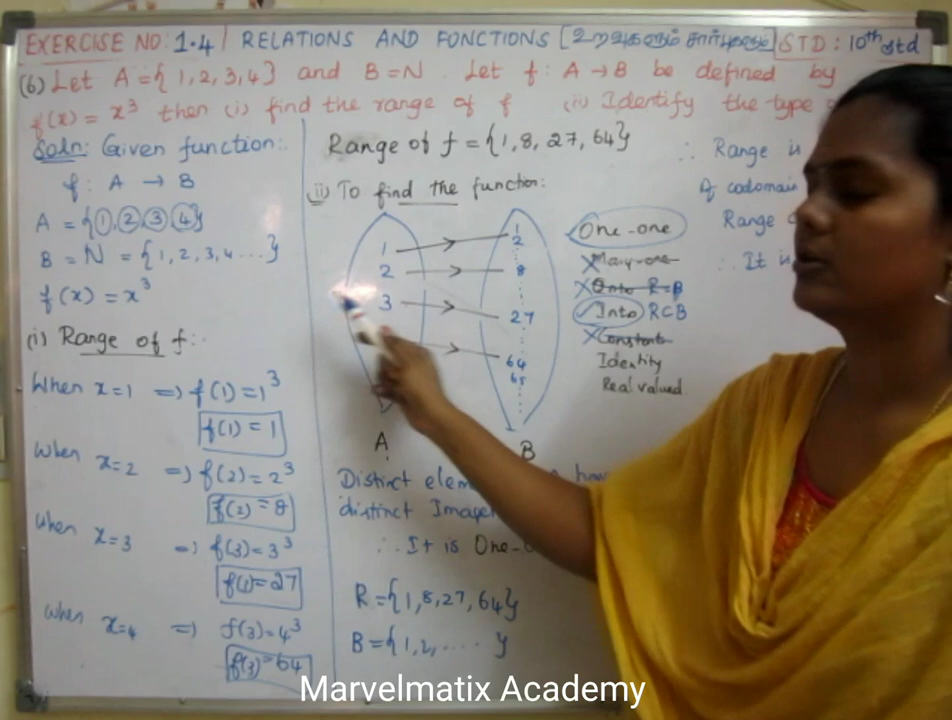 EXERCISE NO: 1.4 / RELATIONS AND FUNCTIONS [உறவுகளும் சார்புகளும்] STD: 10th std
(6) Let A = { 1, 2, 3, 4} and B = N. Let f: A → B be defined by
f(x) = x³ then (i) find the range of f (ii) Identify the type
Soln: Given function:
f: A → B
A = {1, 2, 3, 4}
B = N = {1, 2, 3, 4 ...}
f(x) = x³
(i) Range of f:
When x=1 => f(1) = 1³
f(1) = 1
When x=2 => f(2) = 2³
f(2) = 8
When x=3 => f(3) = 3³
f(4) = 27
When x=4 => f(3) = 4³
f(3) = 64
Range of f = {1, 8, 27, 64}
(ii) To find the function:
1
2
3
A
1
2
8
27
64
65
B
One-one
Many-one
Onto R=B
Into R⊂B
Constant
Identity
Real valued
Distinct
distinct Images
∴ It is One-
R = {1, 8, 27, 64}
B = {1, 2, .... }
∴ Range is
of codomain
Range
∴ It is
Marvelmatix Academy